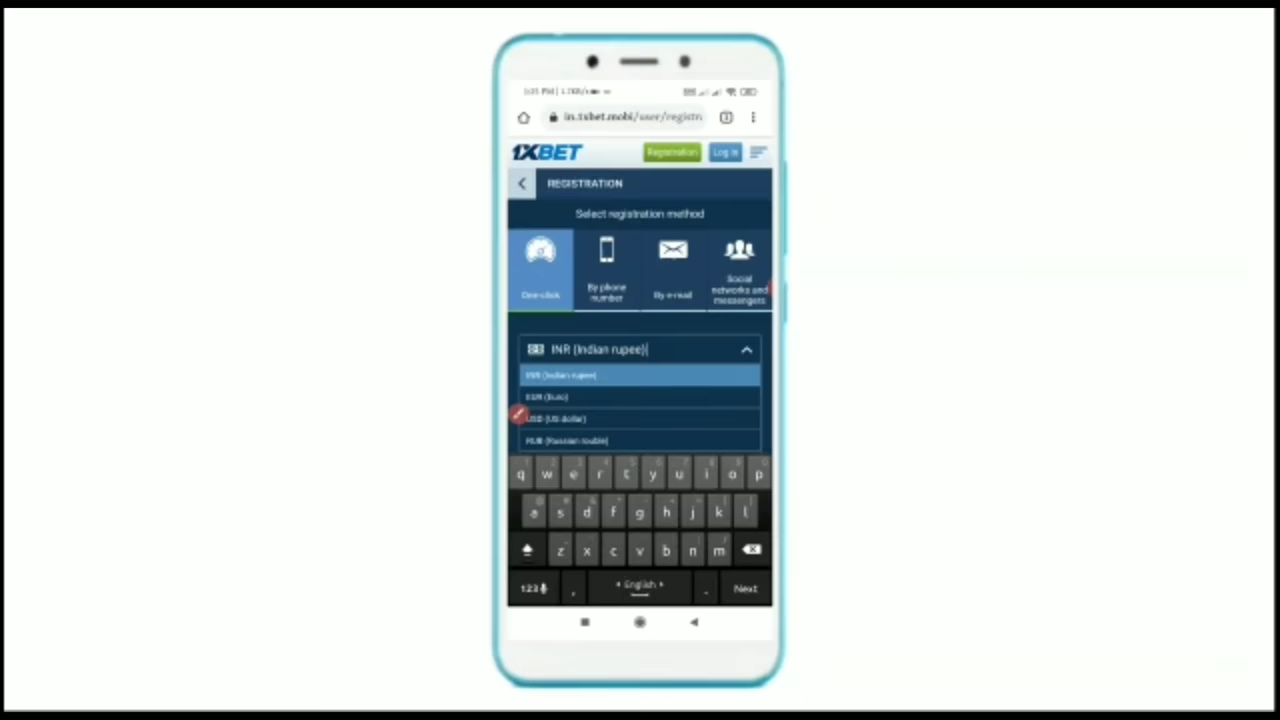 in.1xbet.mobi/user/registr
1XBET
Registration
Log in
REGISTRATION
Select registration method
One-click
By phone
number
By e-mail
Social
networks and
messengers
INR (Indian rupee)
INR (Indian rupee)
EUR (Euro)
USD (US dollar)
RUB (Russian rouble)
q w e r t y u i o p
a s d f g h j k l
z x c v b n m
123 , English . Next